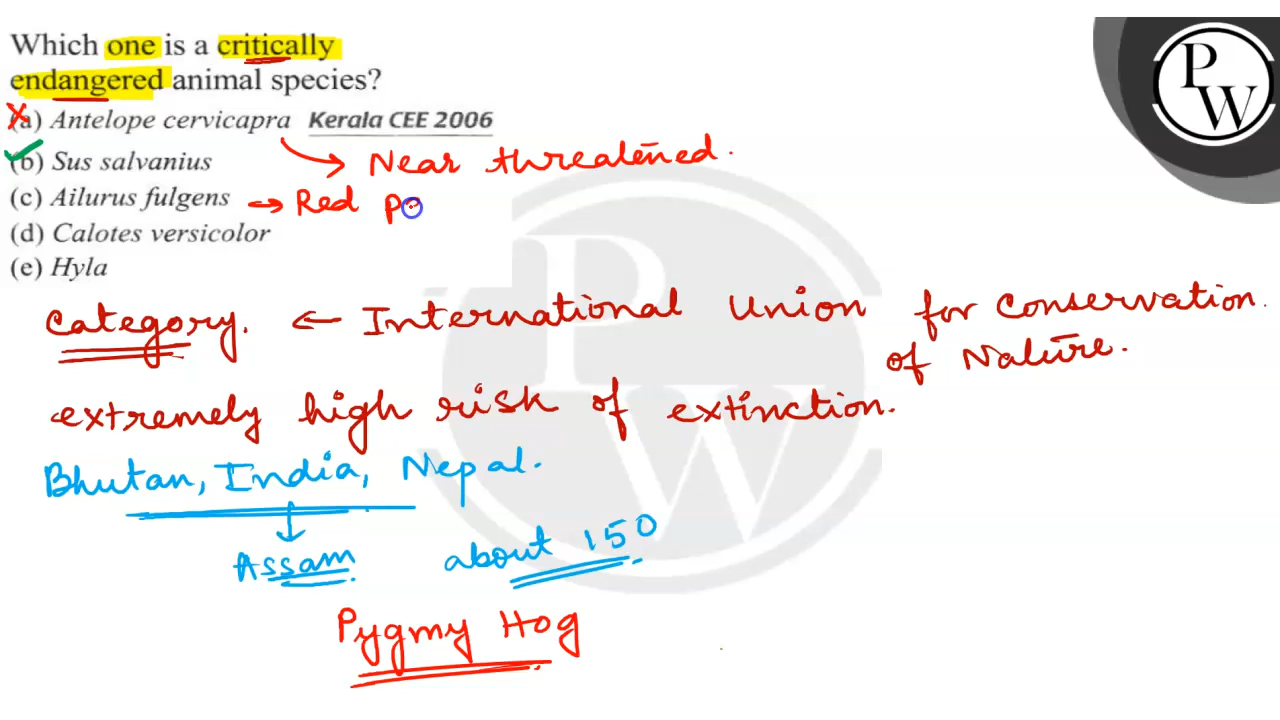 Which one is a critically
endangered animal species?
(a) Antelope cervicapra Kerala CEE 2006
(b) Sus salvanius
Near threatened.
(c) Ailurus fulgens → Red p
(d) Calotes versicolor
(e) Hyla
category. ← International Union for Conservation
of Nature.
extremely high risk of extinction.
Bhutan, India, Nepal.
Assam about 150
Pygmy Hog
P
W
P
W